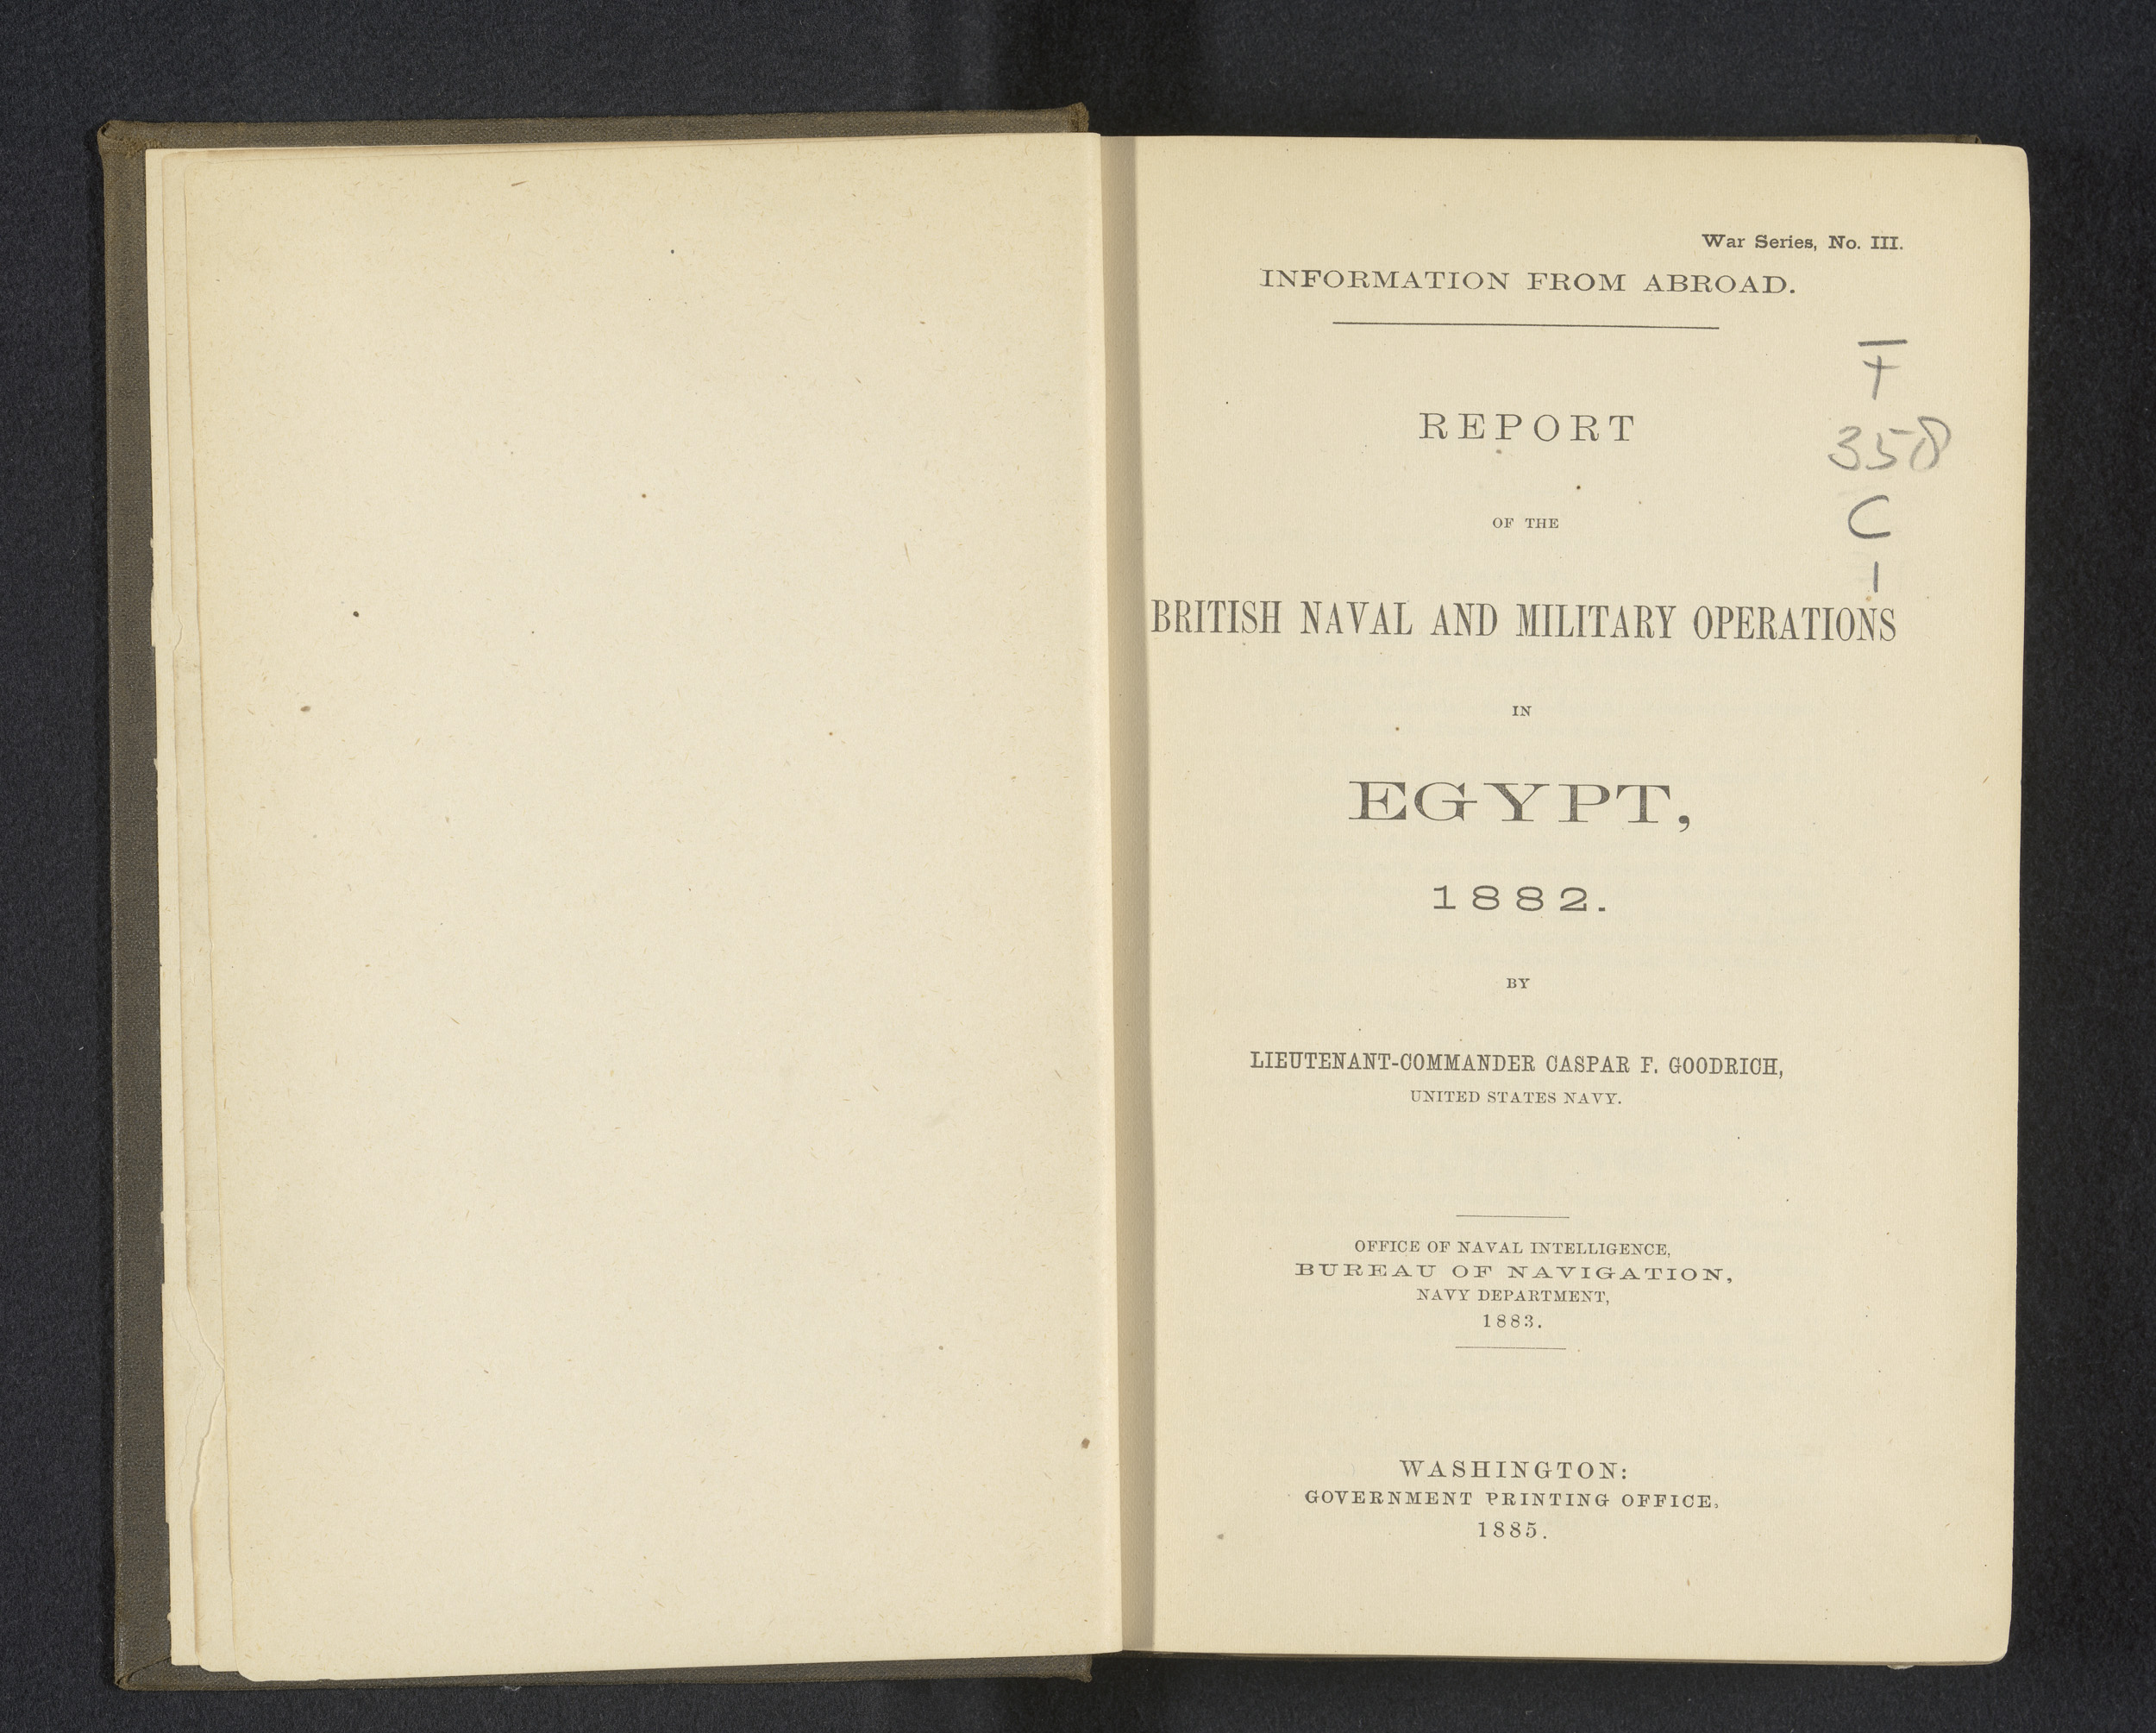 War Series, No. III.
INFORMATION FROM ABROAD.
REPORT
OF THE
BRITISH NAVAL AND MILITARY OPERATIONS
IN
EGYPT,
1882.
BY
LIEUTENANT-COMMANDER CASPAR F. GOODRICH,
UNITED STATES NAVY.
OFFICE OF NAVAL INTELLIGENCE,
BUREAU OF NAVIGATION,
NAVY DEPARTMENT,
1883.
WASHINGTON:
GOVERNMENT PRINTING OFFICE,
1885.
358
C
1